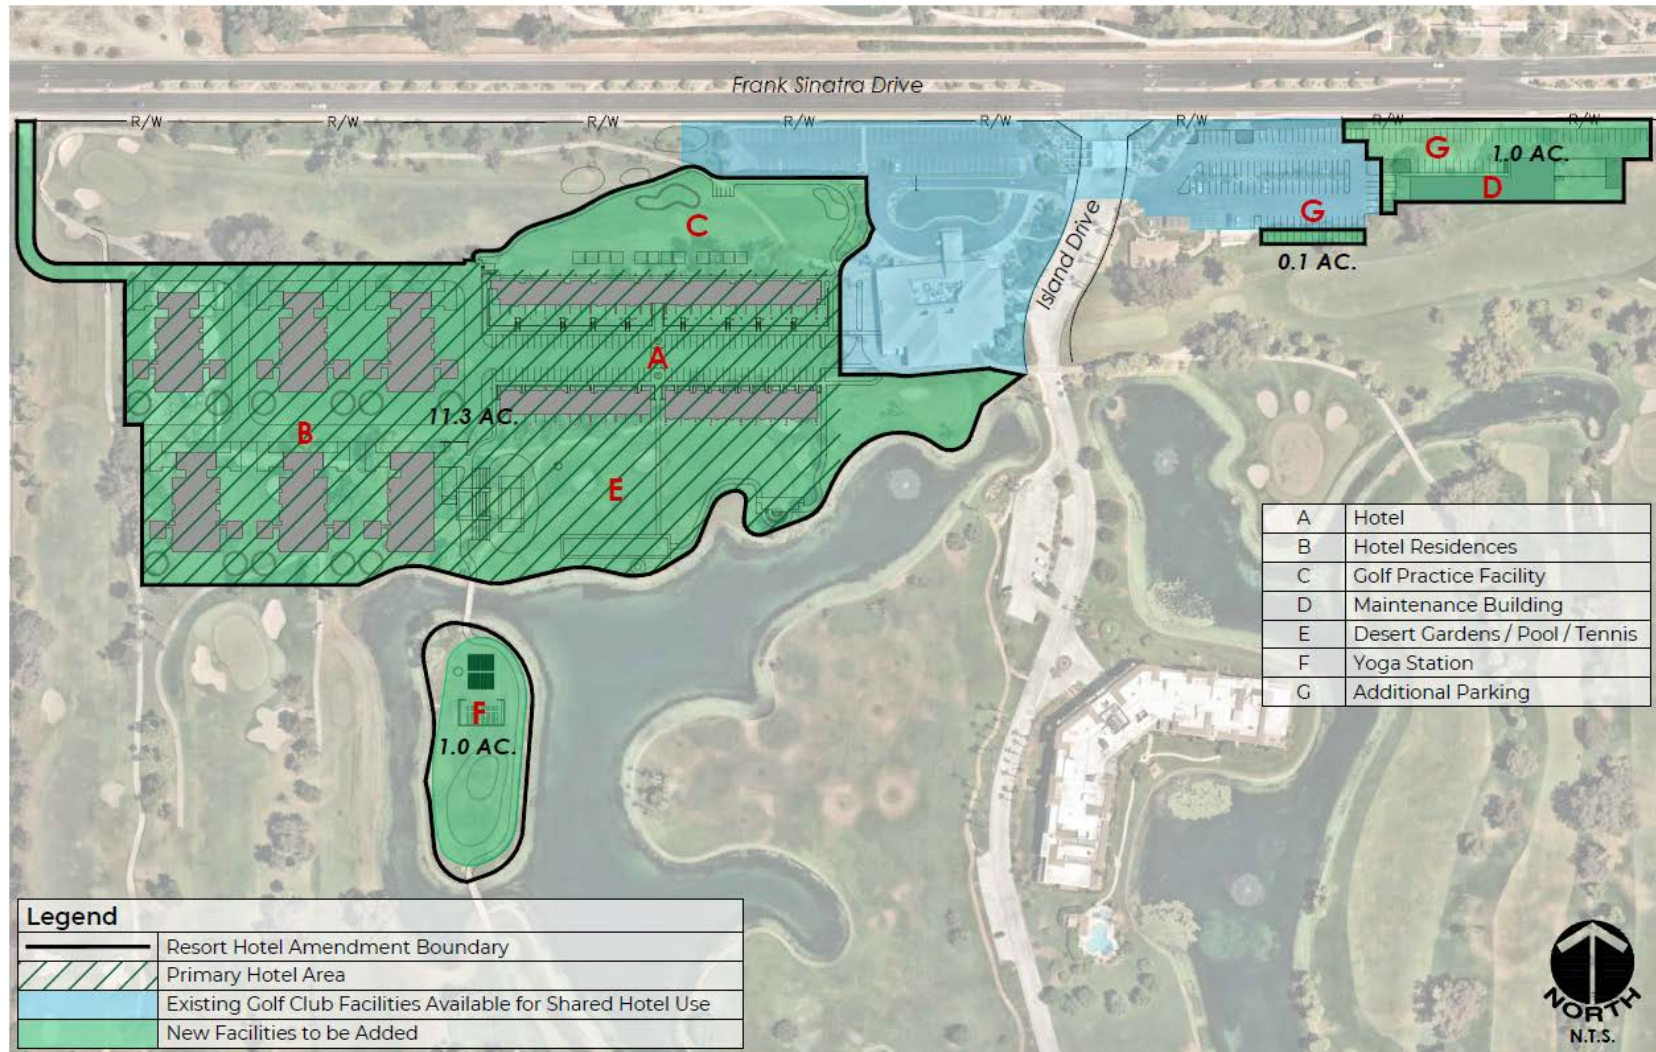 Frank Sinatra Drive
R/W R/W R/W R/W R/W R/W R/W R/W
G 1.0 AC.
D
C
G
Island Drive
0.1 AC.
A
11.3 AC.
B
E
A Hotel
B Hotel Residences
C Golf Practice Facility
D Maintenance Building
E Desert Gardens / Pool / Tennis
F Yoga Station
G Additional Parking
F
1.0 AC.
Legend
Resort Hotel Amendment Boundary
Primary Hotel Area
Existing Golf Club Facilities Available for Shared Hotel Use
New Facilities to be Added
NORTH
N.T.S.